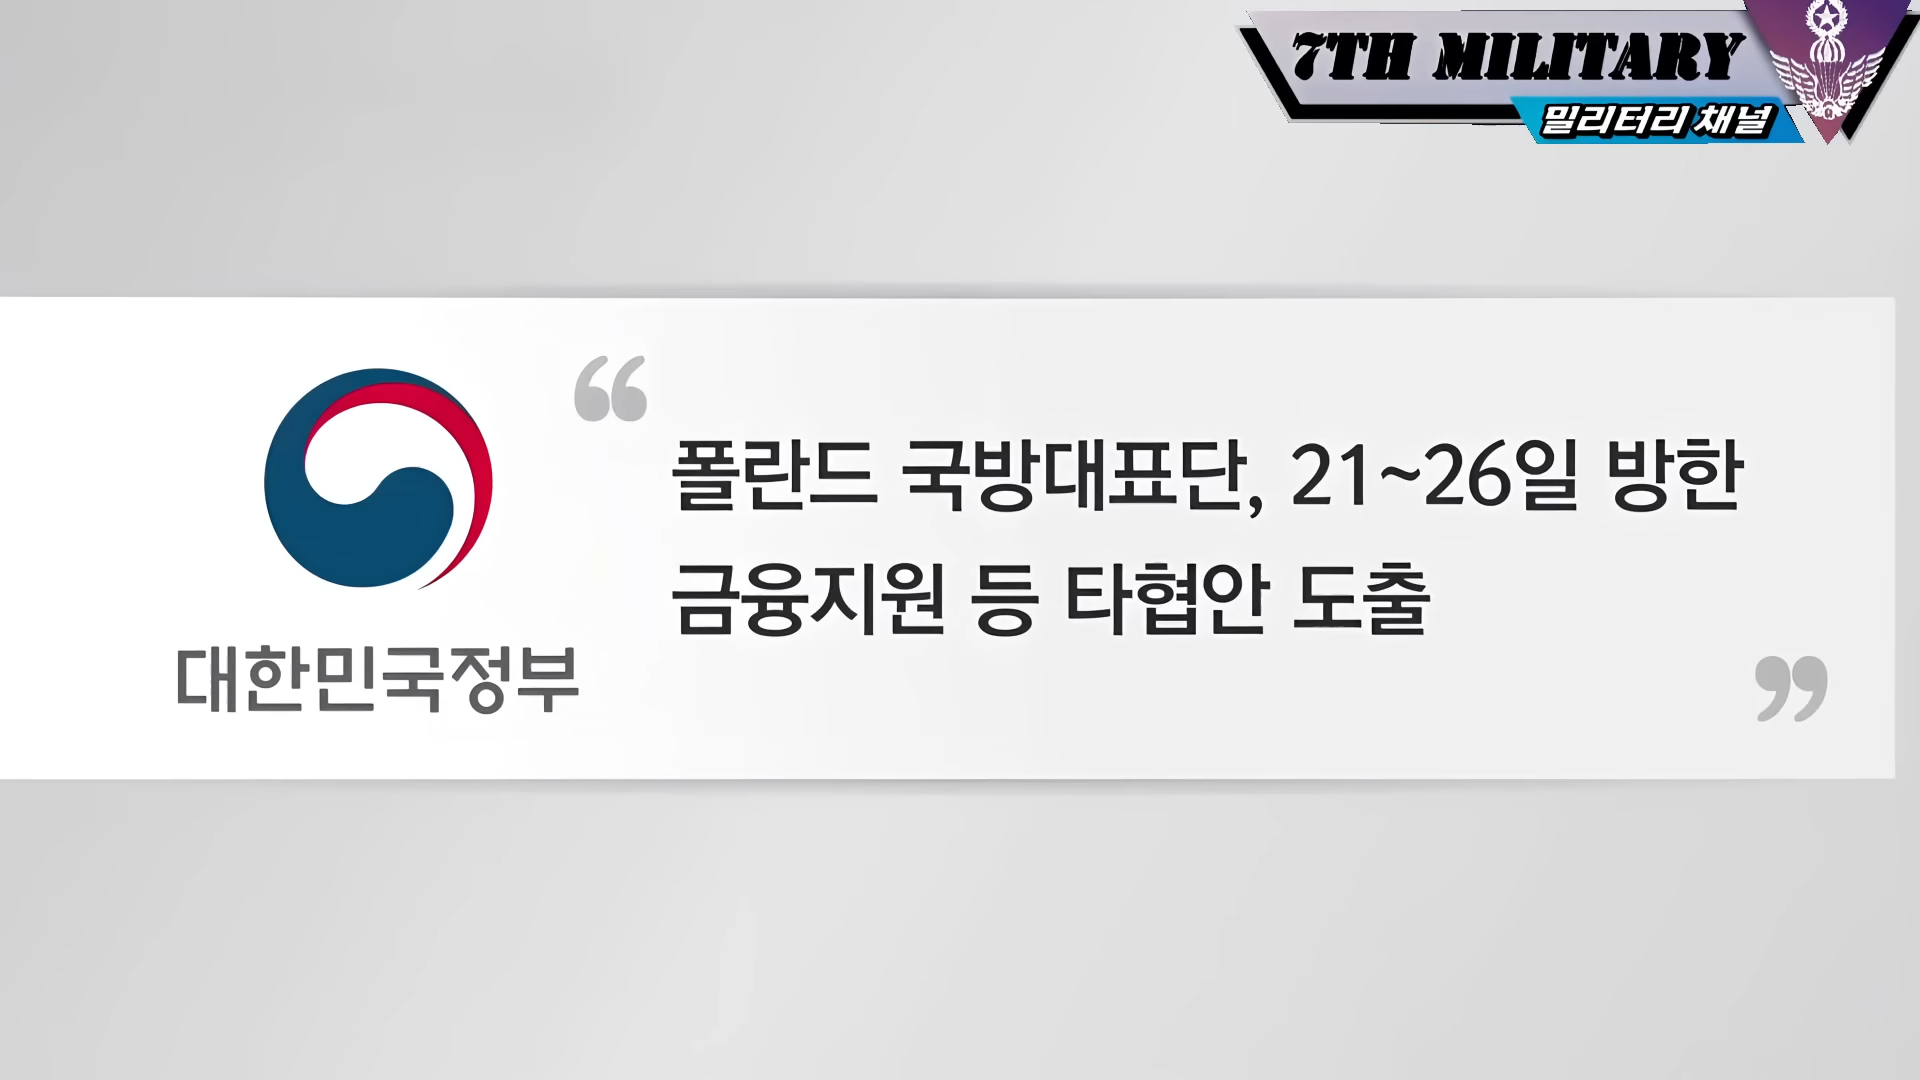 7TH MILITARY
밀리터리 채널
“
폴란드 국방대표단, 21~26일 방한
금융지원 등 타협안 도출
”
대한민국정부